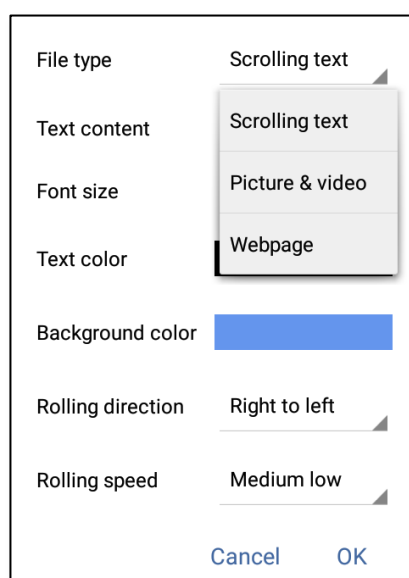 File type Scrolling text
Text content Scrolling text
Font size Picture & video
Text color Webpage
Background color
Rolling direction Right to left
Rolling speed Medium low
Cancel OK